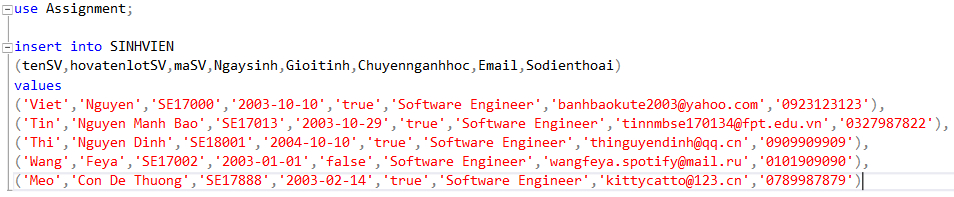 use Assignment;
insert into SINHVIEN
(tenSV,hovatenlotSV,maSV,Ngaysinh,Gioitinh,Chuyennganhhoc,Email,Sodienthoai)
values
('Viet','Nguyen','SE17000','2003-10-10','true','Software Engineer','banhbaokute2003@yahoo.com','0923123123'),
('Tin','Nguyen Manh Bao','SE17013','2003-10-29','true','Software Engineer','tinnmbse170134@fpt.edu.vn','0327987822'),
('Thi','Nguyen Dinh','SE18001','2004-10-10','true','Software Engineer','thinguyendinh@qq.cn','0909909909'),
('Wang','Feya','SE17002','2003-01-01','false','Software Engineer','wangfeya.spotify@mail.ru','0101909090'),
('Meo','Con De Thuong','SE17888','2003-02-14','true','Software Engineer','kittycatto@123.cn','0789987879')